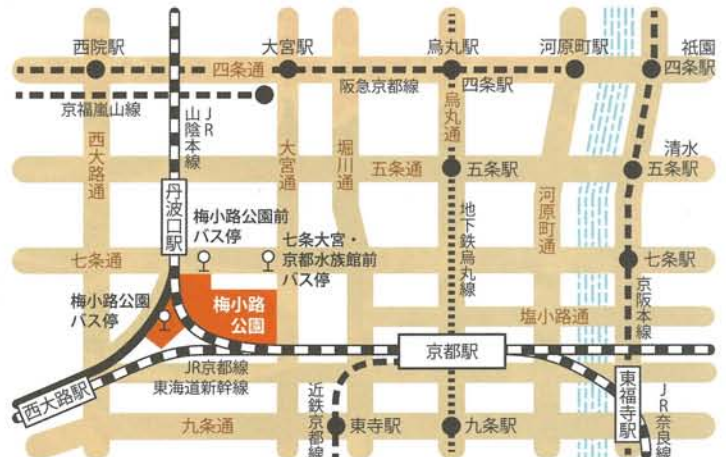 西院駅
大宮駅
烏丸駅
河原町駅
祇園
四条駅
四条通
阪急京都線
四条駅
京福嵐山線
JR
山陰本線
西大路通
大宮通
堀川通
烏丸通
清水
五条駅
五条通
五条駅
河原町通
丹波口駅
梅小路公園前
バス停
七条大宮・
京都水族館前
バス停
地下鉄烏丸線
七条通
七条駅
京阪本線
梅小路公園
バス停
梅小路
公園
塩小路通
京都駅
JR京都線
東海道新幹線
西大路駅
近鉄京都線
東福寺駅
JR奈良線
九条通
東寺駅
九条駅